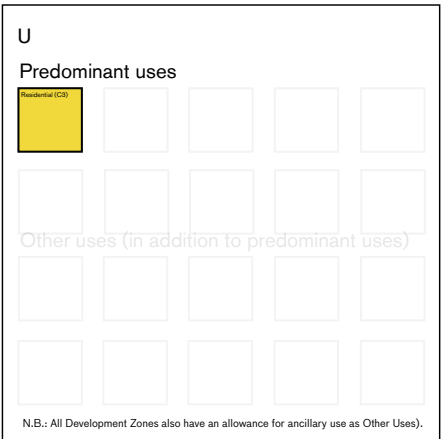 U
Predominant uses
Residential (C3)
Other uses (in addition to predominant uses)
N.B.: All Development Zones also have an allowance for ancillary use as Other Uses).